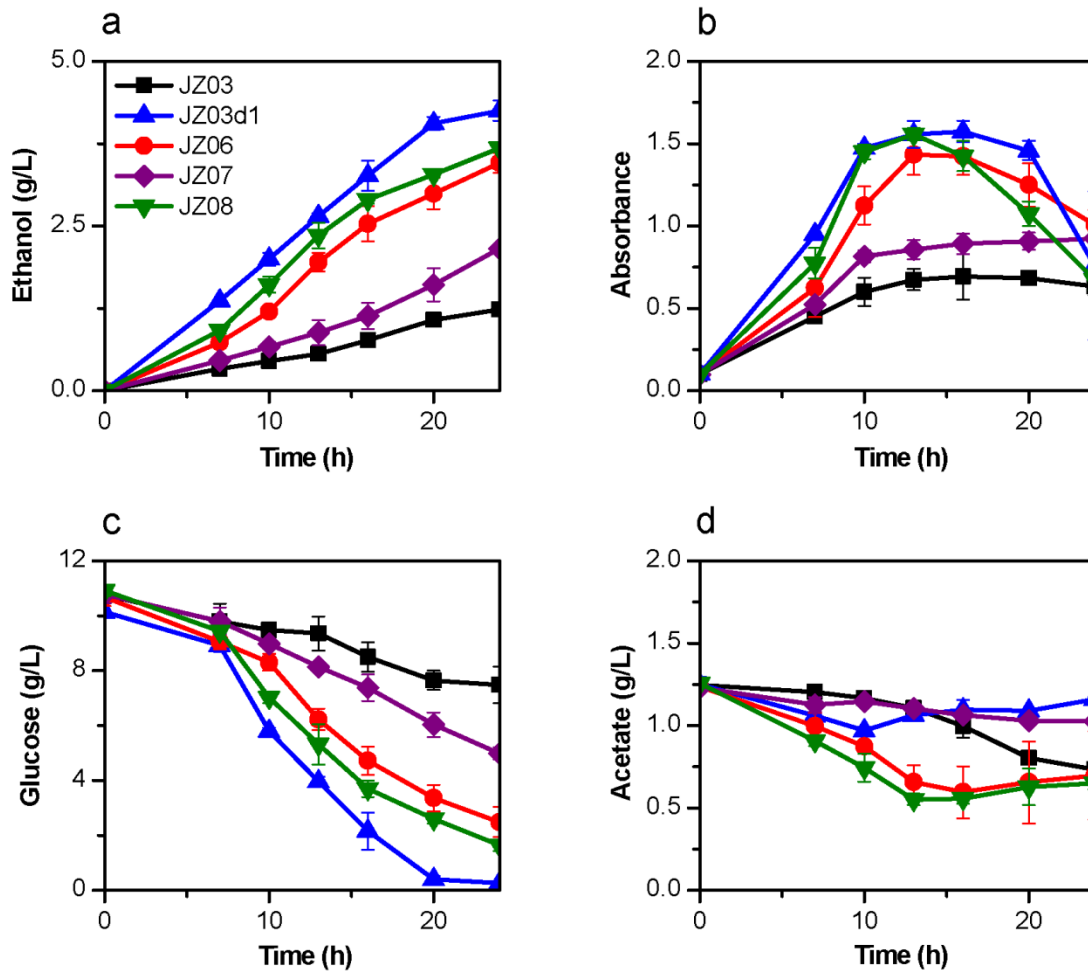 a
5.0
2.5
0.0
Ethanol (g/L)
JZ03
JZ03d1
JZ06
JZ07
JZ08
0 10 20
Time (h)
b
2.0
1.5
1.0
0.5
0.0
Absorbance
0 10 20
Time (h)
c
12
8
4
0
Glucose (g/L)
0 10 20
Time (h)
d
2.0
1.5
1.0
0.5
0.0
Acetate (g/L)
0 10 20
Time (h)